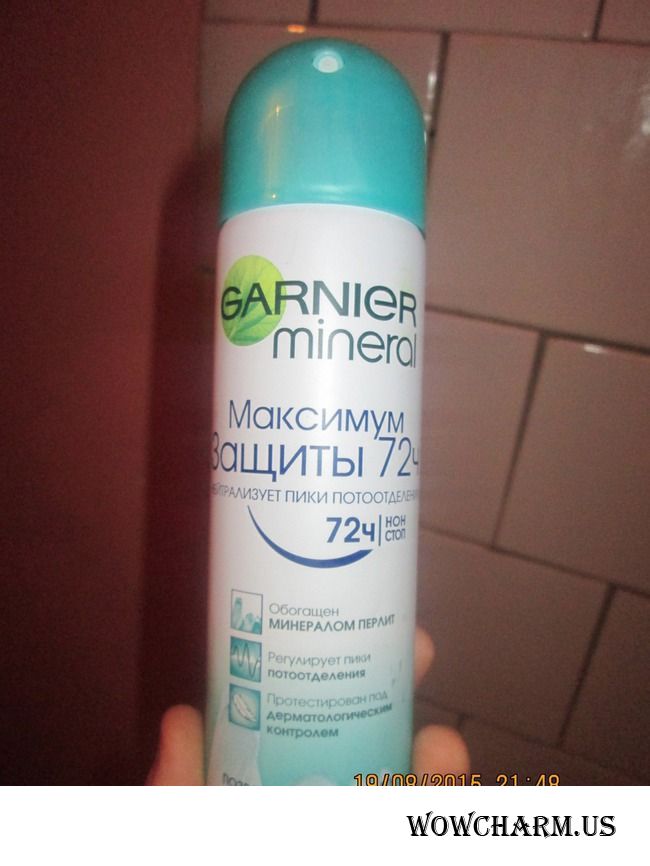 GARNIER
mineral
Максимум
Защиты 72ч
НЕЙТРАЛИЗУЕТ ПИКИ ПОТООТДЕЛЕНИЯ
72ч НОН
СТОП
Обогащен
МИНЕРАЛОМ ПЕРЛИТ
Регулирует пики
потоотделения
Протестирован под
дерматологическим
контролем
19/08/2015 21:48
WOWCHARM.US